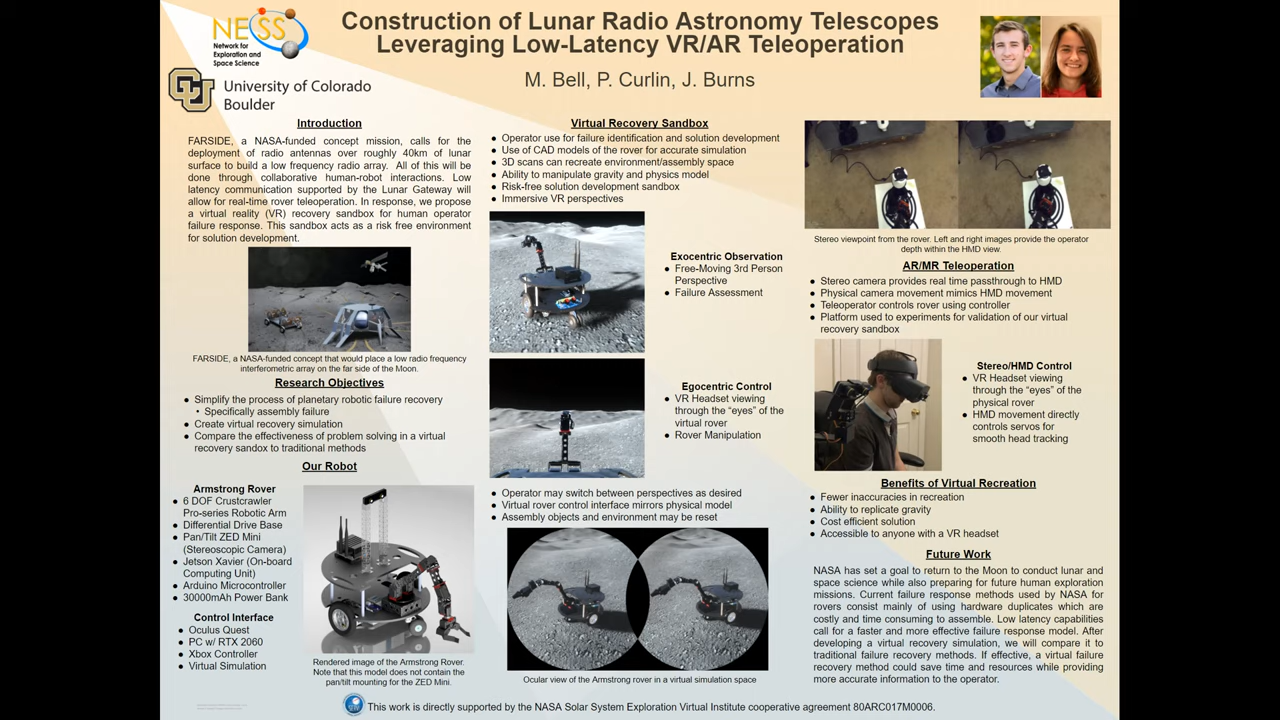 NESS
Network for
Exploration and
Space Science
University of Colorado
Boulder
Construction of Lunar Radio Astronomy Telescopes
Leveraging Low-Latency VR/AR Teleoperation
M. Bell, P. Curlin, J. Burns
Introduction
FARSIDE, a NASA-funded concept mission, calls for the
deployment of radio antennas over roughly 40km of lunar
surface to build a low frequency radio array. All of this will be
done through collaborative human-robot interactions. Low
latency communication supported by the Lunar Gateway will
allow for real-time rover teleoperation. In response, we propose
a virtual reality (VR) recovery sandbox for human operator
failure response. This sandbox acts as a risk free environment
for solution development.
FARSIDE, a NASA-funded concept that would place a low radio frequency
interferometric array on the far side of the Moon.
Research Objectives
● Simplify the process of planetary robotic failure recovery
• Specifically assembly failure
● Create virtual recovery simulation
● Compare the effectiveness of problem solving in a virtual
recovery sandox to traditional methods
Our Robot
Armstrong Rover
● 6 DOF Crustcrawler
Pro-series Robotic Arm
● Differential Drive Base
● Pan/Tilt ZED Mini
(Stereoscopic Camera)
● Jetson Xavier (On-board
Computing Unit)
● Arduino Microcontroller
● 30000mAh Power Bank
Control Interface
● Oculus Quest
● PC w/ RTX 2060
● Xbox Controller
● Virtual Simulation
Rendered image of the Armstrong Rover.
Note that this model does not contain the
pan/tilt mounting for the ZED Mini.
Virtual Recovery Sandbox
● Operator use for failure identification and solution development
● Use of CAD models of the rover for accurate simulation
● 3D scans can recreate environment/assembly space
● Ability to manipulate gravity and physics model
● Risk-free solution development sandbox
● Immersive VR perspectives
Exocentric Observation
● Free-Moving 3rd Person
Perspective
● Failure Assessment
Egocentric Control
● VR Headset viewing
through the “eyes” of the
virtual rover
● Rover Manipulation
● Operator may switch between perspectives as desired
● Virtual rover control interface mirrors physical model
● Assembly objects and environment may be reset
Ocular view of the Armstrong rover in a virtual simulation space
Stereo viewpoint from the rover. Left and right images provide the operator
depth within the HMD view.
AR/MR Teleoperation
● Stereo camera provides real time passthrough to HMD
● Physical camera movement mimics HMD movement
● Teleoperator controls rover using controller
● Platform used to experiments for validation of our virtual
recovery sandbox
Stereo/HMD Control
● VR Headset viewing
through the “eyes” of the
physical rover
● HMD movement directly
controls servos for
smooth head tracking
Benefits of Virtual Recreation
● Fewer inaccuracies in recreation
● Ability to replicate gravity
● Cost efficient solution
● Accessible to anyone with a VR headset
Future Work
NASA has set a goal to return to the Moon to conduct lunar and
space science while also preparing for future human exploration
missions. Current failure response methods used by NASA for
rovers consist mainly of using hardware duplicates which are
costly and time consuming to assemble. Low latency capabilities
call for a faster and more effective failure response model. After
developing a virtual recovery simulation, we will compare it to
traditional failure recovery methods. If effective, a virtual failure
recovery method could save time and resources while providing
more accurate information to the operator.
This work is directly supported by the NASA Solar System Exploration Virtual Institute cooperative agreement 80ARC017M0006.